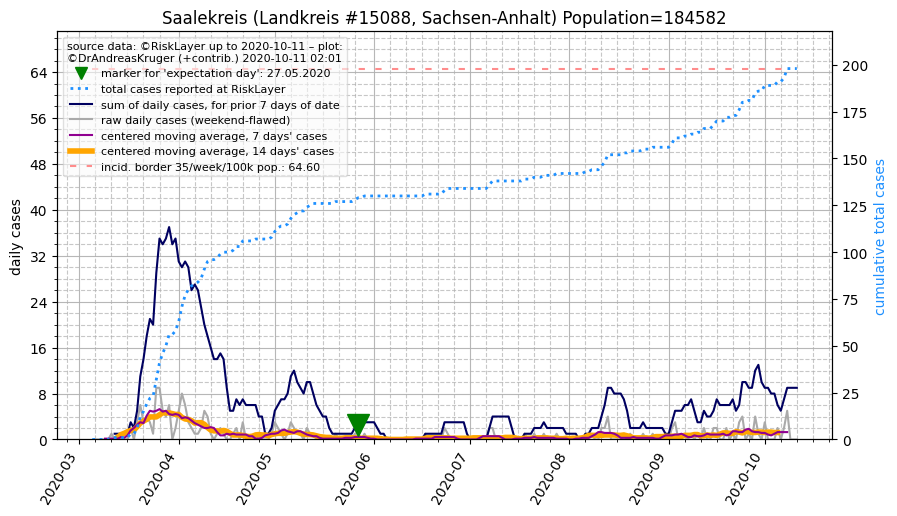 Saalekreis (Landkreis #15088, Sachsen-Anhalt) Population=184582
source data: ©RiskLayer up to 2020-10-11 – plot:
©DrAndreasKruger (+contrib.) 2020-10-11 02:01
marker for 'expectation day': 27.05.2020
total cases reported at RiskLayer
sum of daily cases, for prior 7 days of date
raw daily cases (weekend-flawed)
centered moving average, 7 days' cases
centered moving average, 14 days' cases
incid. border 35/week/100k pop.: 64.60
daily cases
64
56
48
40
32
24
16
8
0
cumulative total cases
200
175
150
125
100
75
50
25
0
2020-03
2020-04
2020-05
2020-06
2020-07
2020-08
2020-09
2020-10